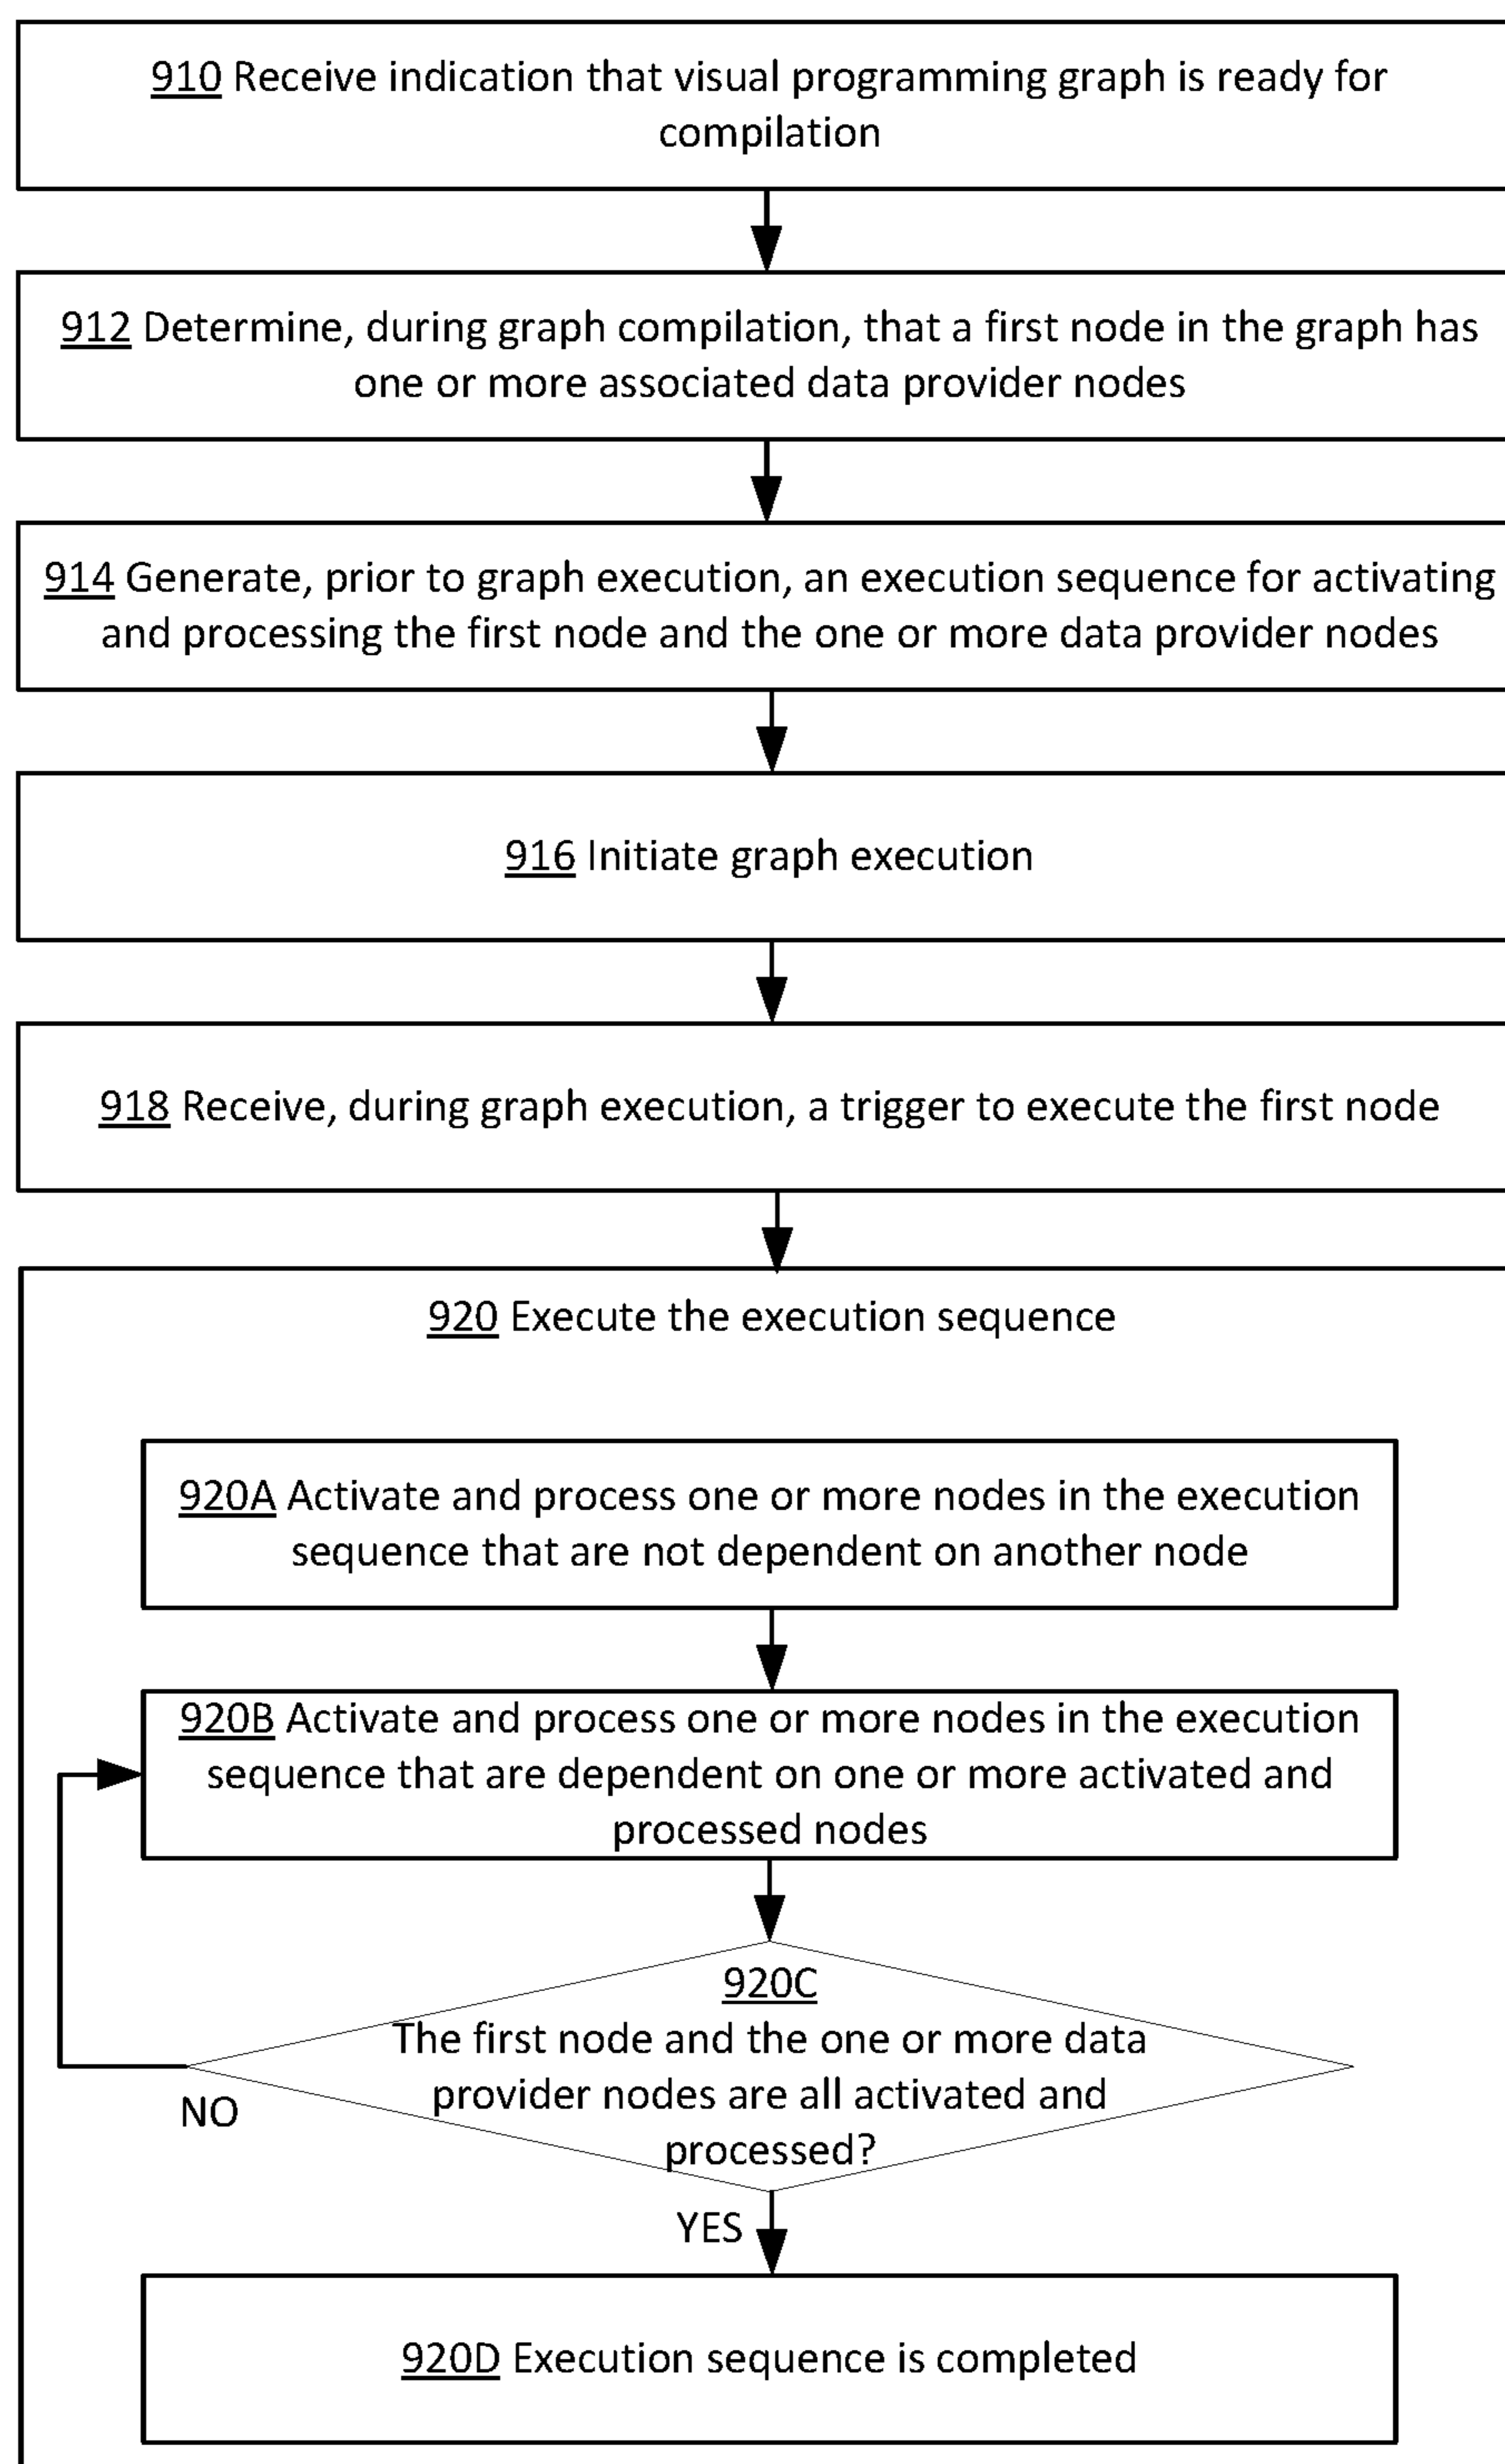 910 Receive indication that visual programming graph is ready for
compilation
912 Determine, during graph compilation, that a first node in the graph has
one or more associated data provider nodes
914 Generate, prior to graph execution, an execution sequence for activating
and processing the first node and the one or more data provider nodes
916 Initiate graph execution
918 Receive, during graph execution, a trigger to execute the first node
920 Execute the execution sequence
920A Activate and process one or more nodes in the execution
sequence that are not dependent on another node
920B Activate and process one or more nodes in the execution
sequence that are dependent on one or more activated and
processed nodes
920C
The first node and the one or more data
provider nodes are all activated and
processed?
NO
YES
920D Execution sequence is completed